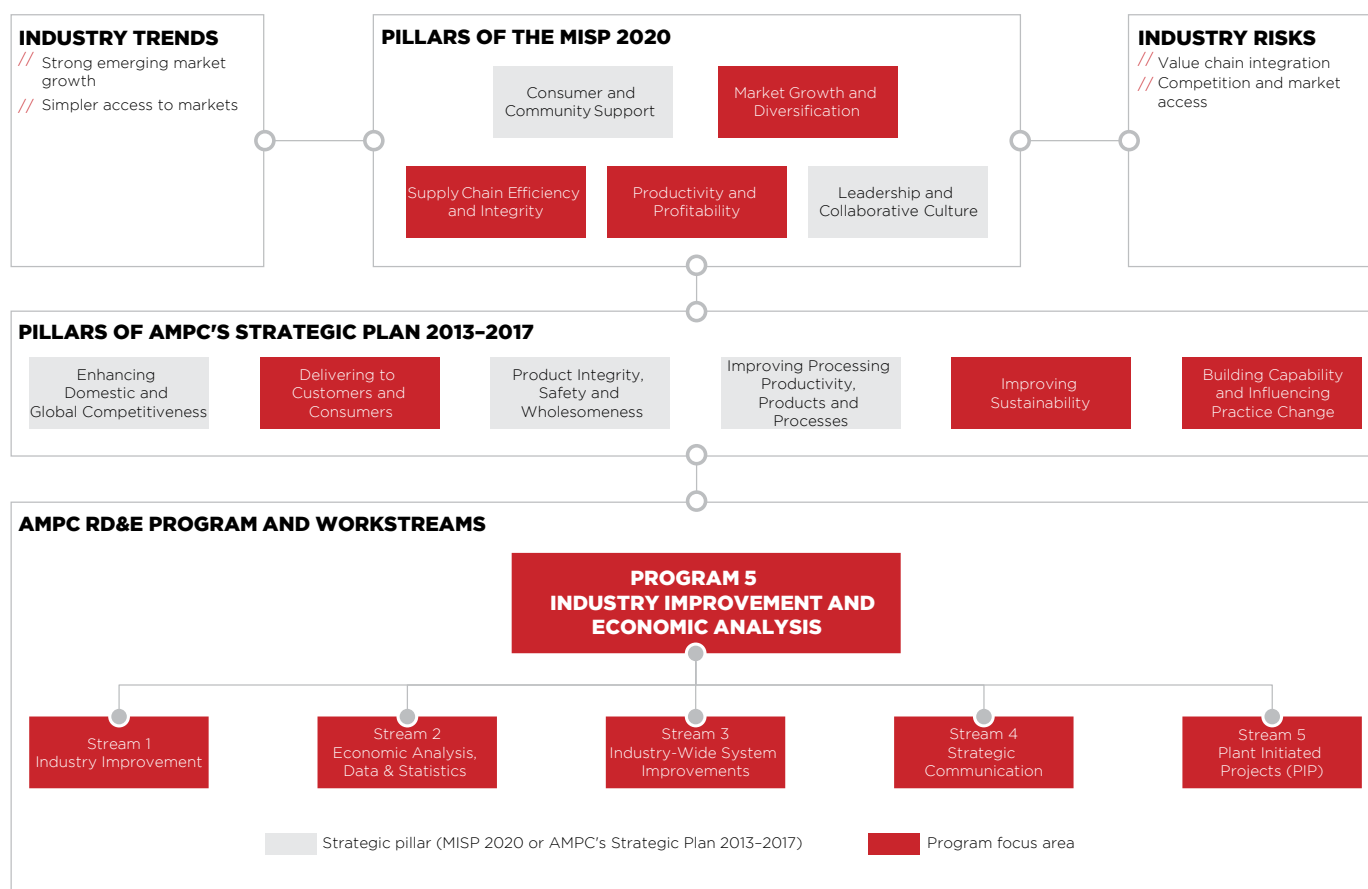 INDUSTRY TRENDS
// Strong emerging market
growth
// Simpler access to markets
PILLARS OF THE MISP 2020
Consumer and
Community Support
Market Growth and
Diversification
Supply Chain Efficiency
and Integrity
Productivity and
Profitability
Leadership and
Collaborative Culture
INDUSTRY RISKS
// Value chain integration
// Competition and market
access
PILLARS OF AMPC'S STRATEGIC PLAN 2013–2017
Enhancing
Domestic and
Global Competitiveness
Delivering to
Customers and
Consumers
Product Integrity,
Safety and
Wholesomeness
Improving Processing
Productivity,
Products and
Processes
Improving
Sustainability
Building Capability
and Influencing
Practice Change
AMPC RD&E PROGRAM AND WORKSTREAMS
PROGRAM 5
INDUSTRY IMPROVEMENT AND
ECONOMIC ANALYSIS
Stream 1
Industry Improvement
Stream 2
Economic Analysis,
Data & Statistics
Stream 3
Industry-Wide System
Improvements
Stream 4
Strategic
Communication
Stream 5
Plant Initiated
Projects (PIP)
Strategic pillar (MISP 2020 or AMPC's Strategic Plan 2013–2017)
Program focus area